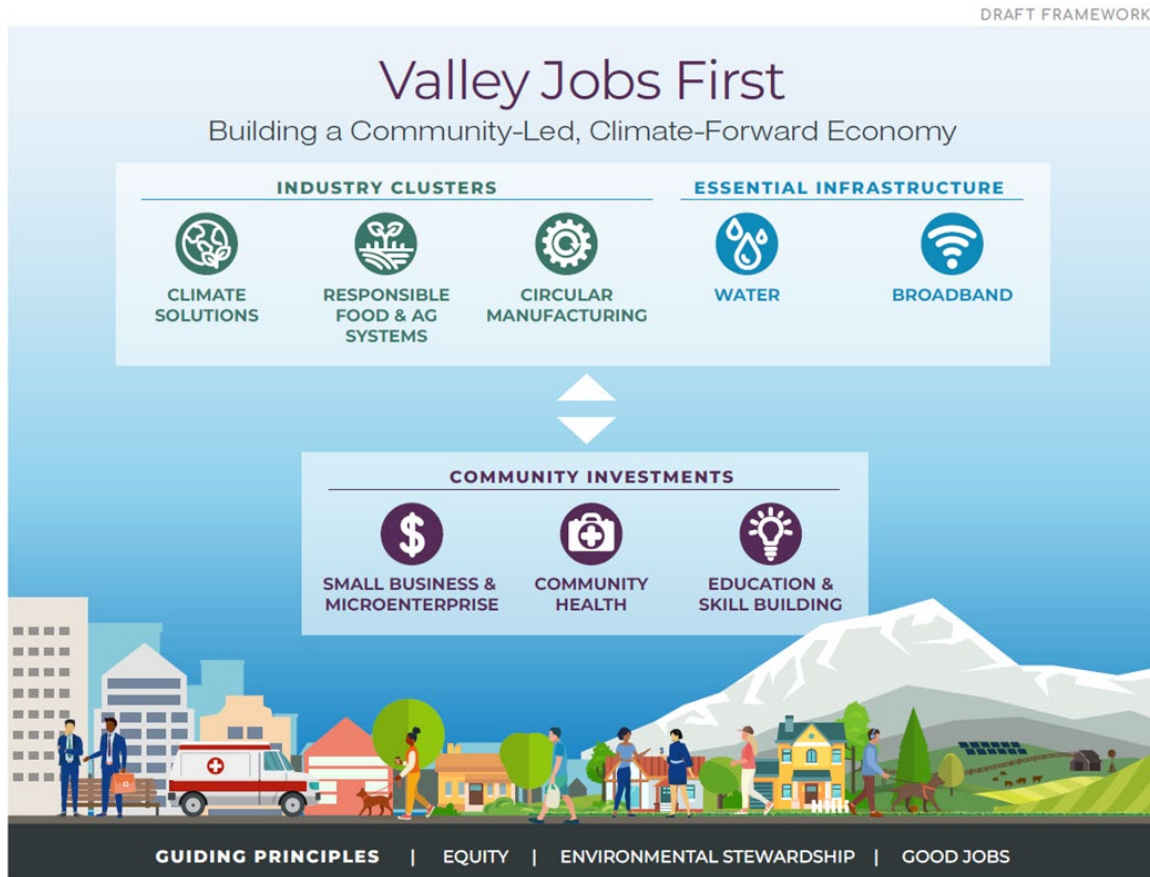 DRAFT FRAMEWORK
Valley Jobs First
Building a Community-Led, Climate-Forward Economy
INDUSTRY CLUSTERS
CLIMATE
SOLUTIONS
RESPONSIBLE
FOOD & AG
SYSTEMS
CIRCULAR
MANUFACTURING
ESSENTIAL INFRASTRUCTURE
WATER
BROADBAND
COMMUNITY INVESTMENTS
SMALL BUSINESS &
MICROENTERPRISE
COMMUNITY
HEALTH
EDUCATION &
SKILL BUILDING
GUIDING PRINCIPLES | EQUITY | ENVIRONMENTAL STEWARDSHIP | GOOD JOBS